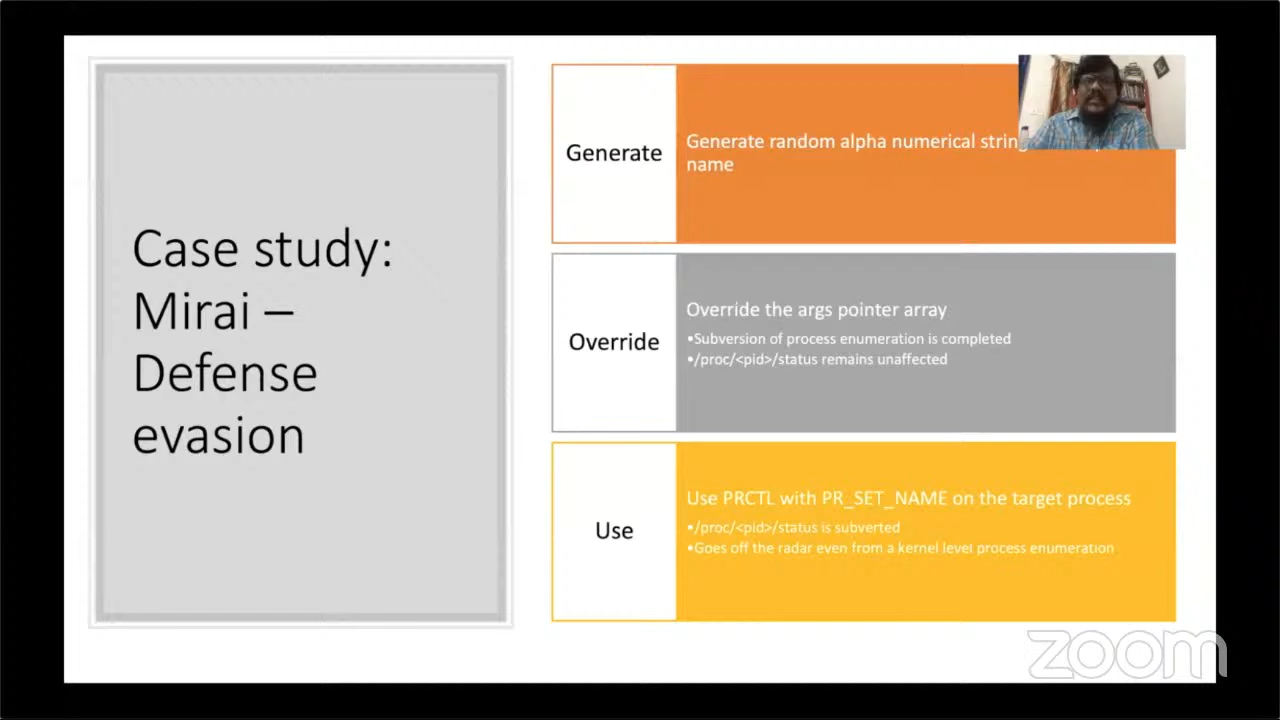 Case study:
Mirai –
Defense
evasion
Generate
Generate random alpha numerical string
name
Override
Override the args pointer array
•Subversion of process enumeration is completed
•/proc/<pid>/status remains unaffected
Use
Use PRCTL with PR_SET_NAME on the target process
•/proc/<pid>/status is subverted
•Goes off the radar even from a kernel level process enumeration
zoom